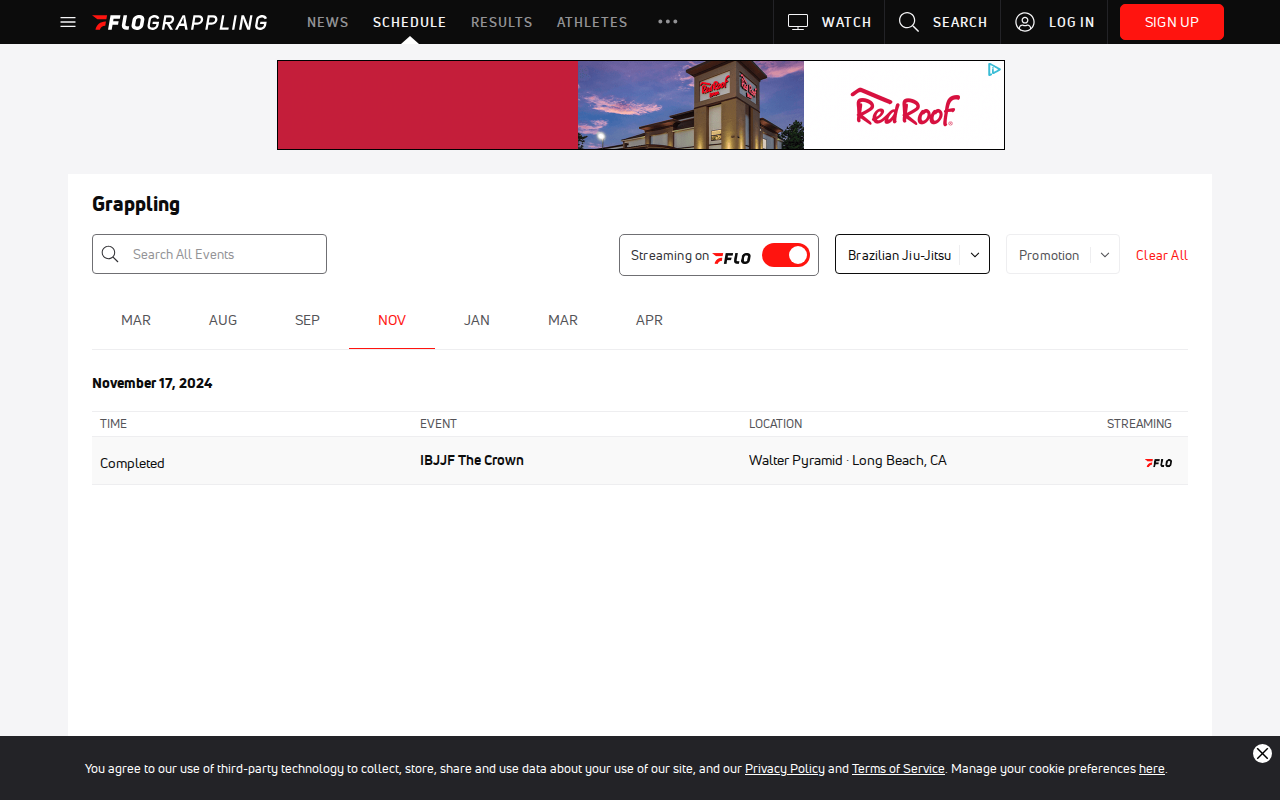 FLOGRAPPLING NEWS SCHEDULE RESULTS ATHLETES ••• WATCH SEARCH LOG IN SIGN UP
Red Roof
Grappling
Search All Events Streaming on FLO Brazilian Jiu-Jitsu Promotion Clear All
MAR AUG SEP NOV JAN MAR APR
November 17, 2024
TIME EVENT LOCATION STREAMING
Completed IBJJF The Crown Walter Pyramid · Long Beach, CA FLO
You agree to our use of third-party technology to collect, store, share and use data about your use of our site, and our Privacy Policy and Terms of Service. Manage your cookie preferences here.